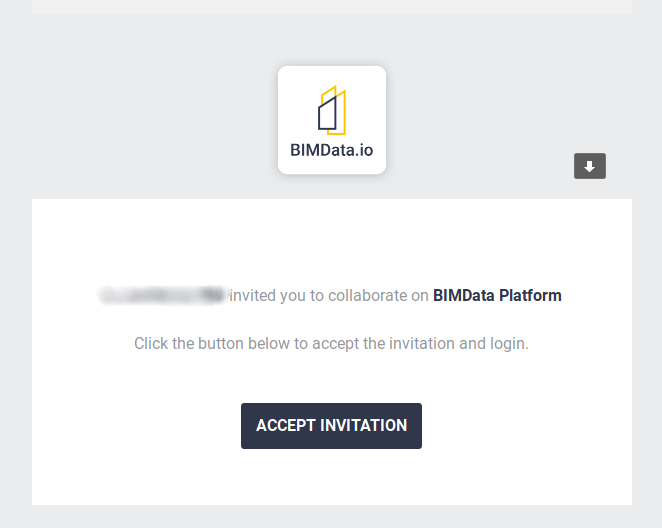 BIMData.io
invited you to collaborate on BIMData Platform
Click the button below to accept the invitation and login.
ACCEPT INVITATION